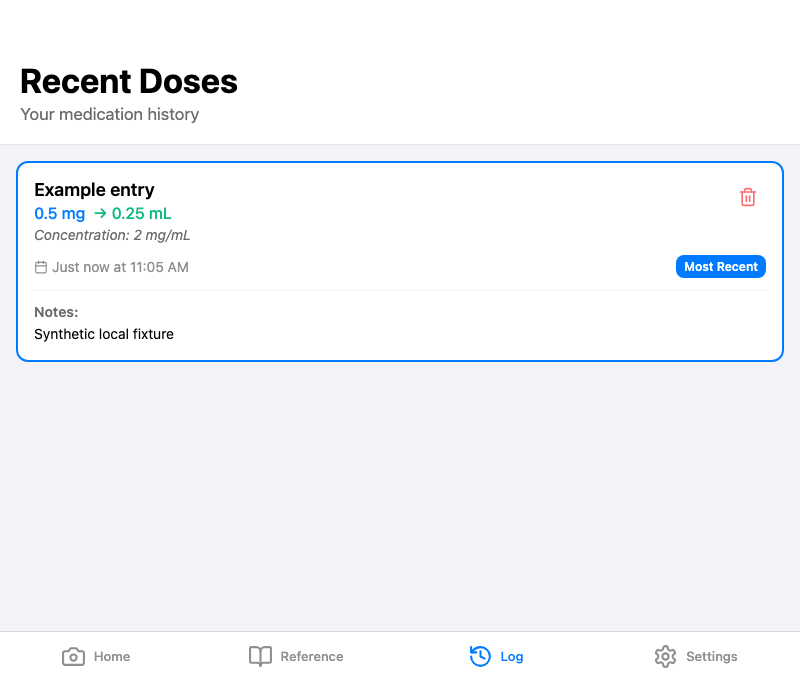 Recent Doses
Your medication history
Example entry
0.5 mg → 0.25 mL
Concentration: 2 mg/mL
Just now at 11:05 AM
Most Recent
Notes:
Synthetic local fixture
Home
Reference
Log
Settings